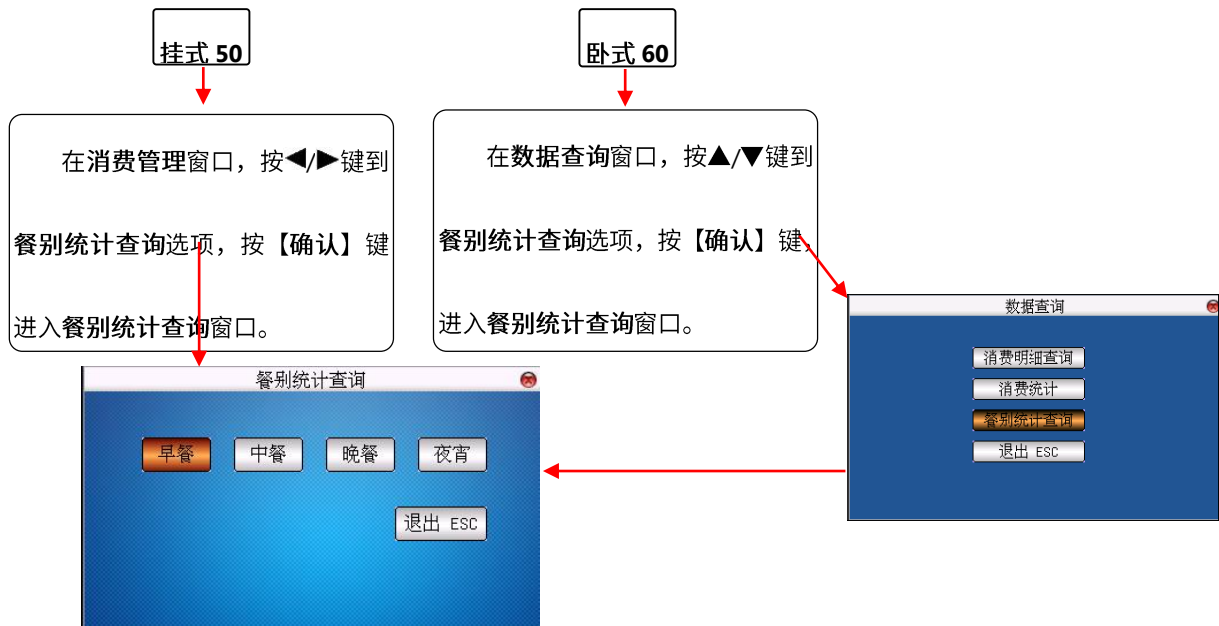 挂式 50
卧式 60
在消费管理窗口，按◀/▶键到
餐别统计查询选项，按【确认】键
进入餐别统计查询窗口。
在数据查询窗口，按▲/▼键到
餐别统计查询选项，按【确认】键，
进入餐别统计查询窗口。
数据查询
消费明细查询
消费统计
餐别统计查询
退出 ESC
餐别统计查询
早餐 中餐 晚餐 夜宵
退出 ESC